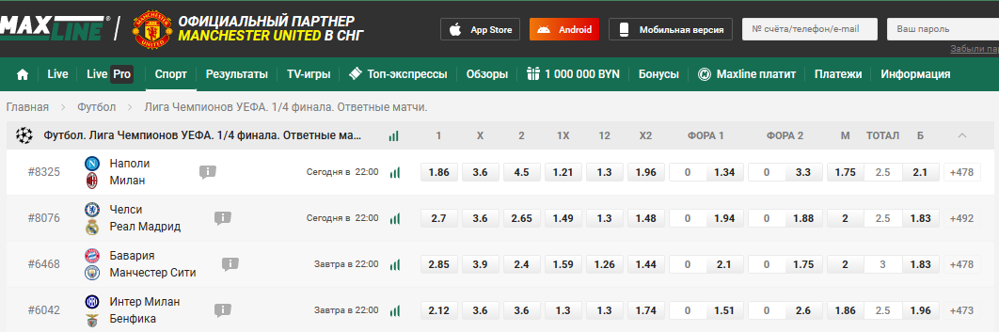 MAXLINE® ОФИЦИАЛЬНЫЙ ПАРТНЕР
MANCHESTER UNITED В СНГ
App Store Android Мобильная версия № счёта/телефон/e-mail Ваш пароль
Забыли па
Live Live Pro Спорт Результаты TV-игры Топ-экспрессы Обзоры 1 000 000 BYN Бонусы Maxline платит Платежи Информация
Главная Футбол Лига Чемпионов УЕФА. 1/4 финала. Ответные матчи.
Футбол. Лига Чемпионов УЕФА. 1/4 финала. Ответные ма... 1 X 2 1X 12 X2 ФОРА 1 ФОРА 2 М ТОТАЛ Б
#8325 Наполи Милан Сегодня в 22:00 1.86 3.6 4.5 1.21 1.3 1.96 0 1.34 0 3.3 1.75 2.5 2.1 +478
#8076 Челси Реал Мадрид Сегодня в 22:00 2.7 3.6 2.65 1.49 1.3 1.48 0 1.94 0 1.88 2 2.5 1.83 +492
#6468 Бавария Манчестер Сити Завтра в 22:00 2.85 3.9 2.4 1.59 1.26 1.44 0 2.1 0 1.75 2 3 1.83 +478
#6042 Интер Милан Бенфика Завтра в 22:00 2.12 3.6 3.6 1.3 1.3 1.74 0 1.51 0 2.6 1.86 2.5 1.96 +473